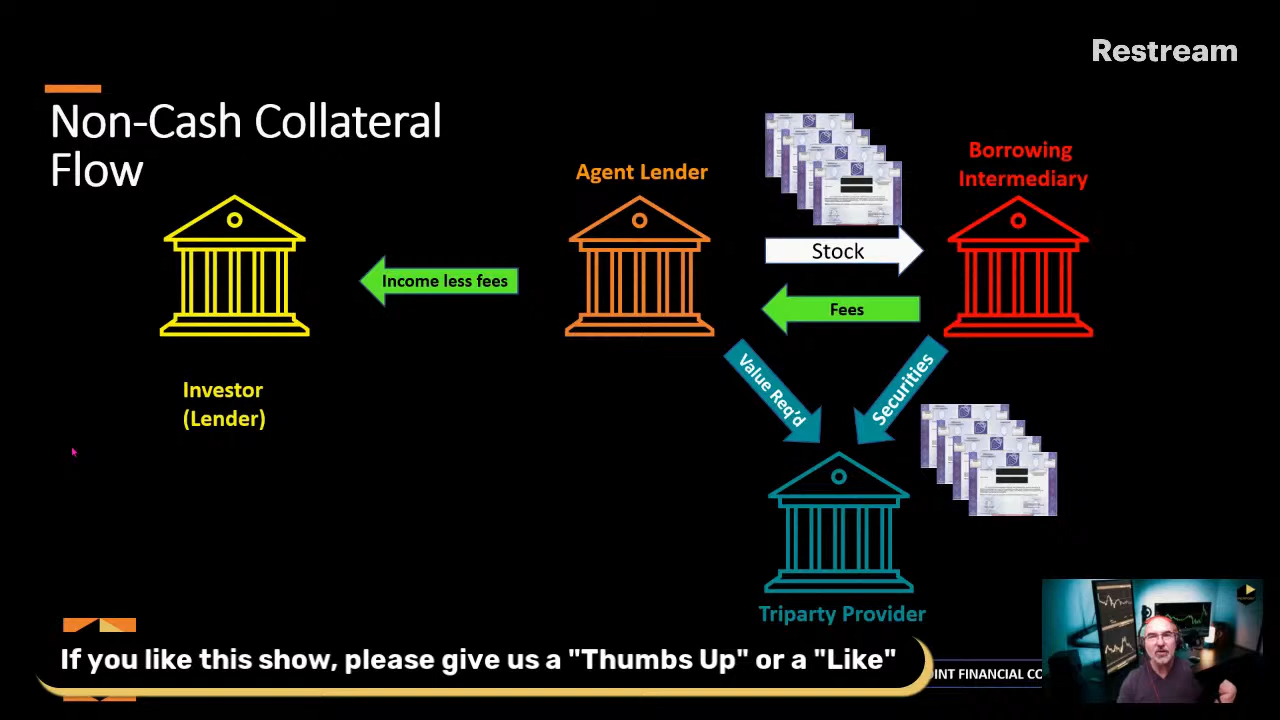 Restream
Non-Cash Collateral
Flow
Agent Lender
Borrowing
Intermediary
Stock
Income less fees
Fees
Value Req'd
Securities
Investor
(Lender)
Triparty Provider
If you like this show, please give us a "Thumbs Up" or a "Like"
OINT FINANCIAL CO